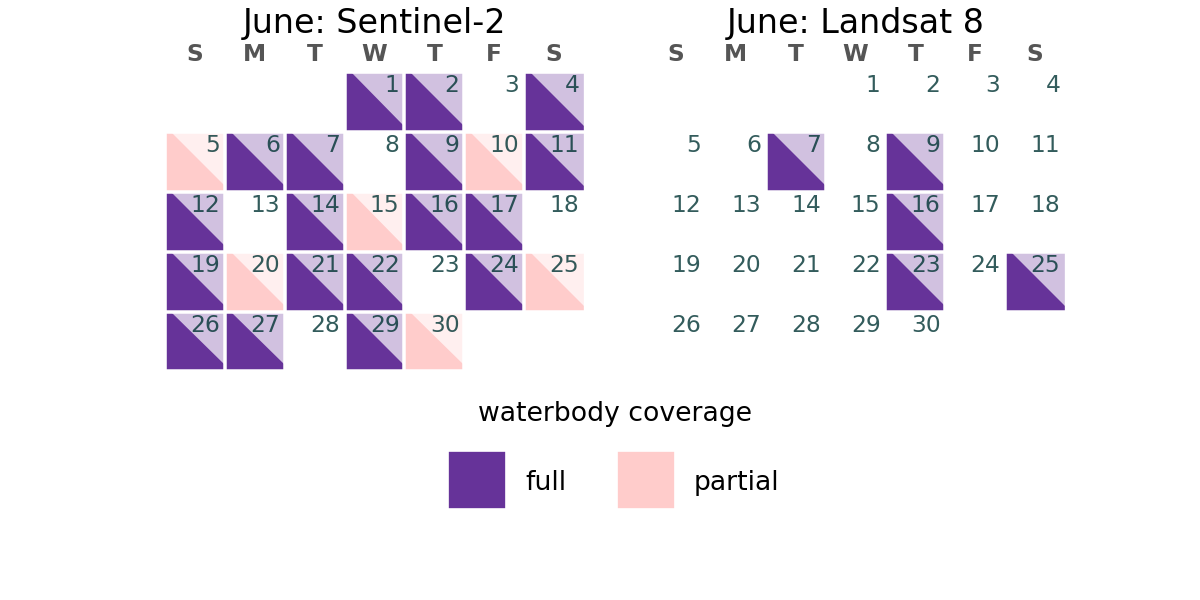 June: Sentinel-2
S M T W T F S
1 2 3 4
5 6 7 8 9 10 11
12 13 14 15 16 17 18
19 20 21 22 23 24 25
26 27 28 29 30
June: Landsat 8
S M T W T F S
1 2 3 4
5 6 7 8 9 10 11
12 13 14 15 16 17 18
19 20 21 22 23 24 25
26 27 28 29 30
waterbody coverage
full
partial